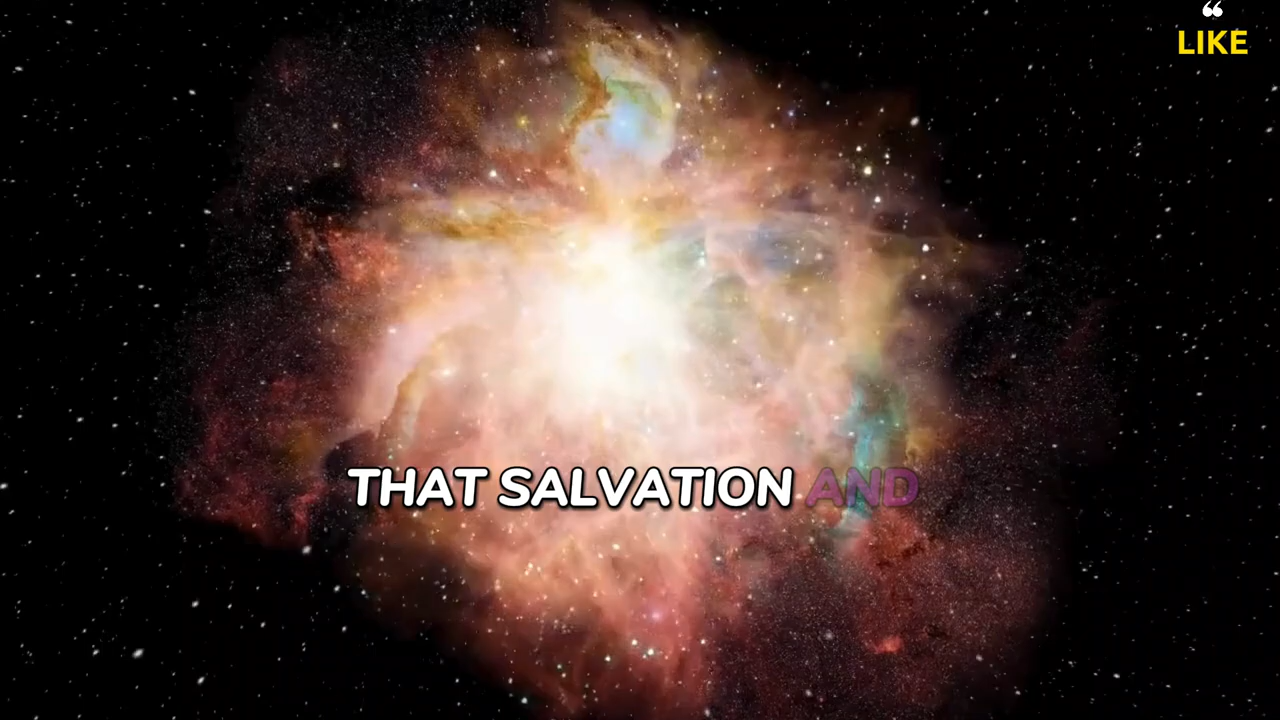 ❝
LIKE
THAT SALVATION AND